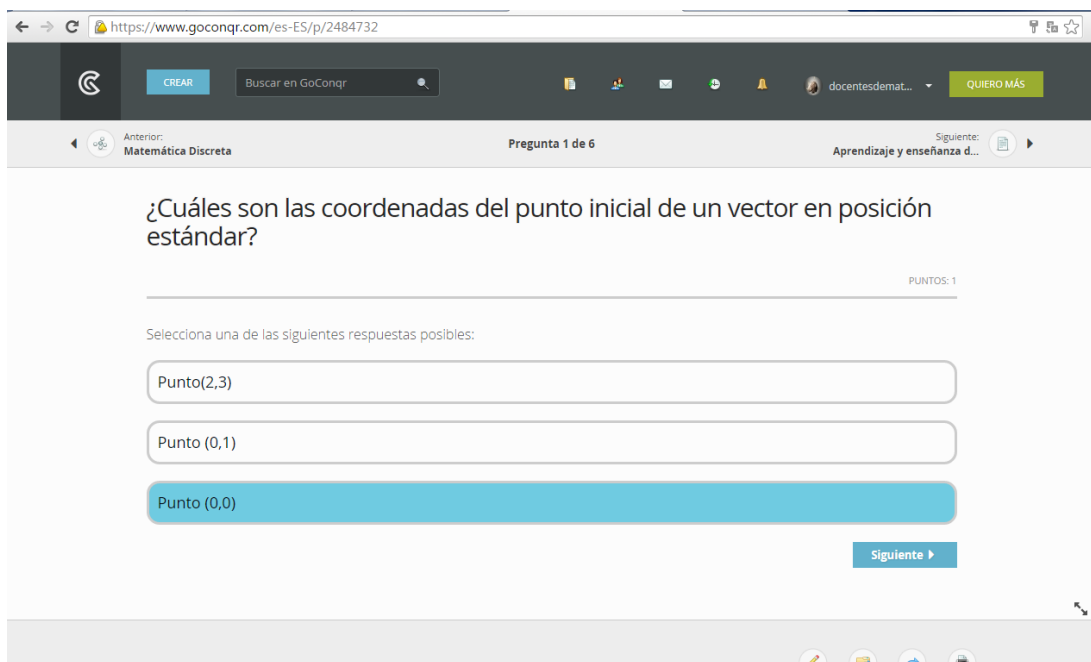 https://www.goconqr.com/es-ES/p/2484732
CREAR
Buscar en GoConqr
docentesdemat...
QUIERO MÁS
Anterior:
Matemática Discreta
Pregunta 1 de 6
Siguiente:
Aprendizaje y enseñanza d...
¿Cuáles son las coordenadas del punto inicial de un vector en posición
estándar?
PUNTOS: 1
Selecciona una de las siguientes respuestas posibles:
Punto(2,3)
Punto (0,1)
Punto (0,0)
Siguiente